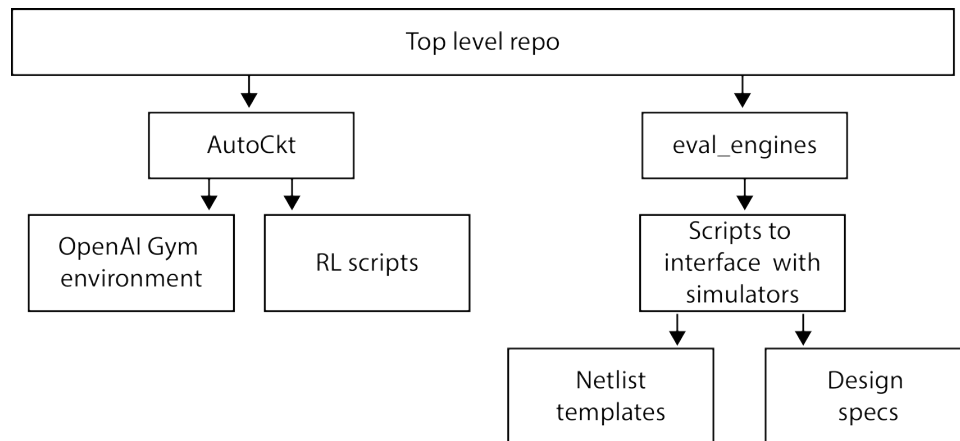 Top level repo
AutoCkt
eval_engines
OpenAI Gym
environment
RL scripts
Scripts to
interface with
simulators
Netlist
templates
Design
specs